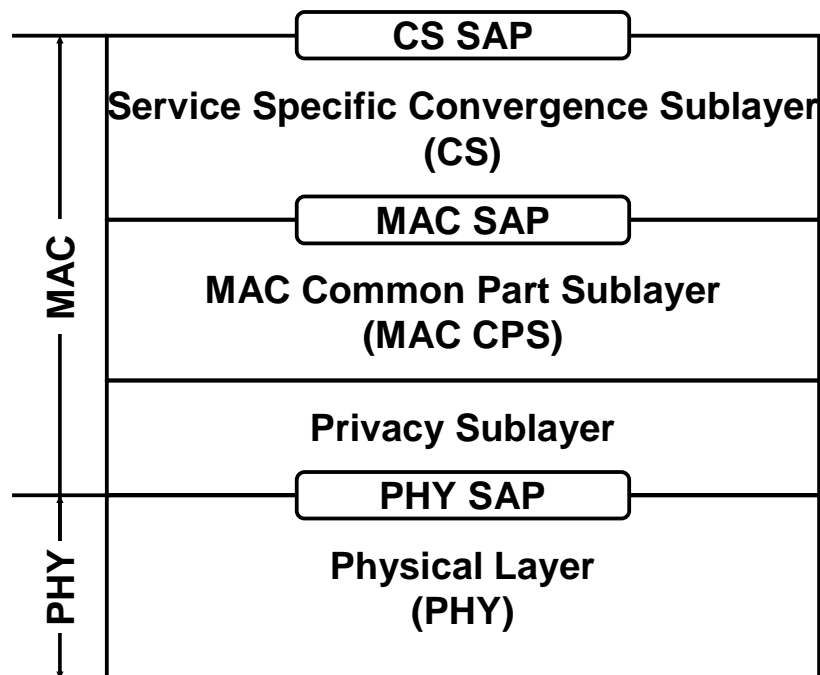 CS SAP
Service Specific Convergence Sublayer
(CS)
MAC SAP
MAC Common Part Sublayer
(MAC CPS)
Privacy Sublayer
PHY SAP
Physical Layer
(PHY)
MAC
PHY